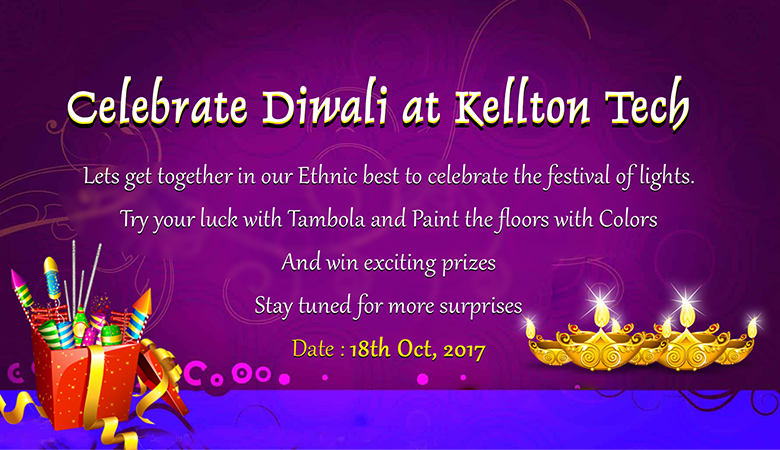 Celebrate Diwali at Kellton Tech
Lets get together in our Ethnic best to celebrate the festival of lights.
Try your luck with Tambola and Paint the floors with Colors
And win exciting prizes
Stay tuned for more surprises
Date : 18th Oct, 2017